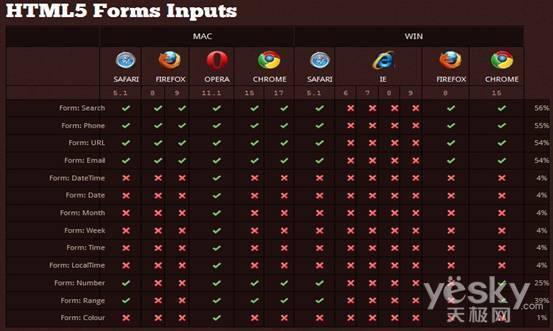 HTML5 Forms Inputs
MAC WIN
SAFARI FIREFOX OPERA CHROME SAFARI IE FIREFOX CHROME
5.1 8 9 11.1 15 17 5.1 6 7 8 9 8 15
Form: Search 56%
Form: Phone 55%
Form: URL 54%
Form: Email 54%
Form: DateTime 4%
Form: Date 4%
Form: Month 4%
Form: Week 4%
Form: Time 4%
Form: LocalTime 4%
Form: Number 25%
Form: Range 39%
Form: Colour 1%
yesky
天极网